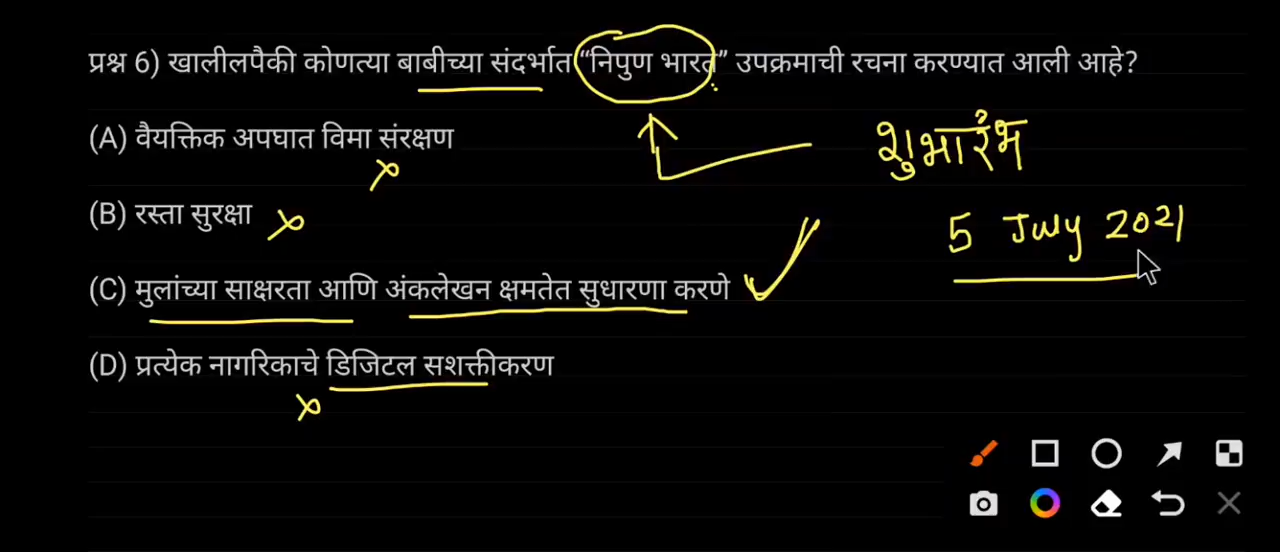 प्रश्न 6) खालीलपैकी कोणत्या बाबीच्या संदर्भात “निपुण भारत” उपक्रमाची रचना करण्यात आली आहे?
(A) वैयक्तिक अपघात विमा संरक्षण
शुभारंभ
(B) रस्ता सुरक्षा
5 July 2021
(C) मुलांच्या साक्षरता आणि अंकलेखन क्षमतेत सुधारणा करणे
(D) प्रत्येक नागरिकाचे डिजिटल सशक्तीकरण